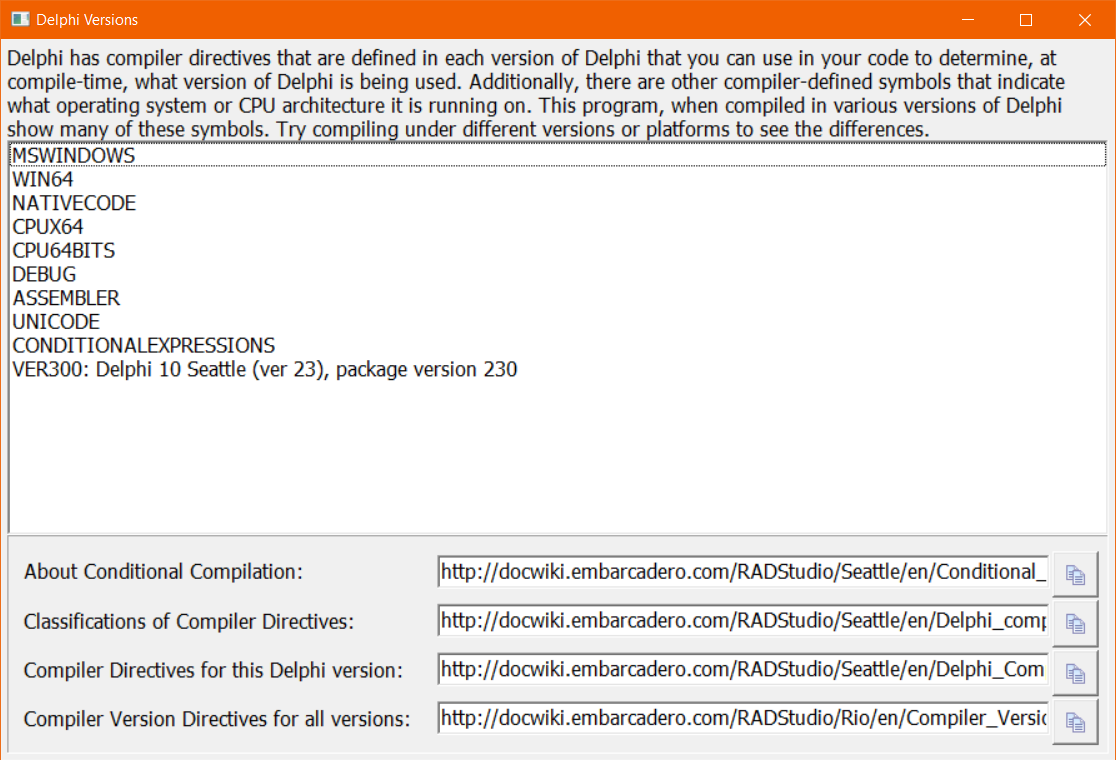 Delphi Versions
Delphi has compiler directives that are defined in each version of Delphi that you can use in your code to determine, at
compile-time, what version of Delphi is being used. Additionally, there are other compiler-defined symbols that indicate
what operating system or CPU architecture it is running on. This program, when compiled in various versions of Delphi
show many of these symbols. Try compiling under different versions or platforms to see the differences.
MSWINDOWS
WIN64
NATIVECODE
CPUX64
CPU64BITS
DEBUG
ASSEMBLER
UNICODE
CONDITIONALEXPRESSIONS
VER300: Delphi 10 Seattle (ver 23), package version 230
About Conditional Compilation: http://docwiki.embarcadero.com/RADStudio/Seattle/en/Conditional_
Classifications of Compiler Directives: http://docwiki.embarcadero.com/RADStudio/Seattle/en/Delphi_comp
Compiler Directives for this Delphi version: http://docwiki.embarcadero.com/RADStudio/Seattle/en/Delphi_Com
Compiler Version Directives for all versions: http://docwiki.embarcadero.com/RADStudio/Rio/en/Compiler_Versio